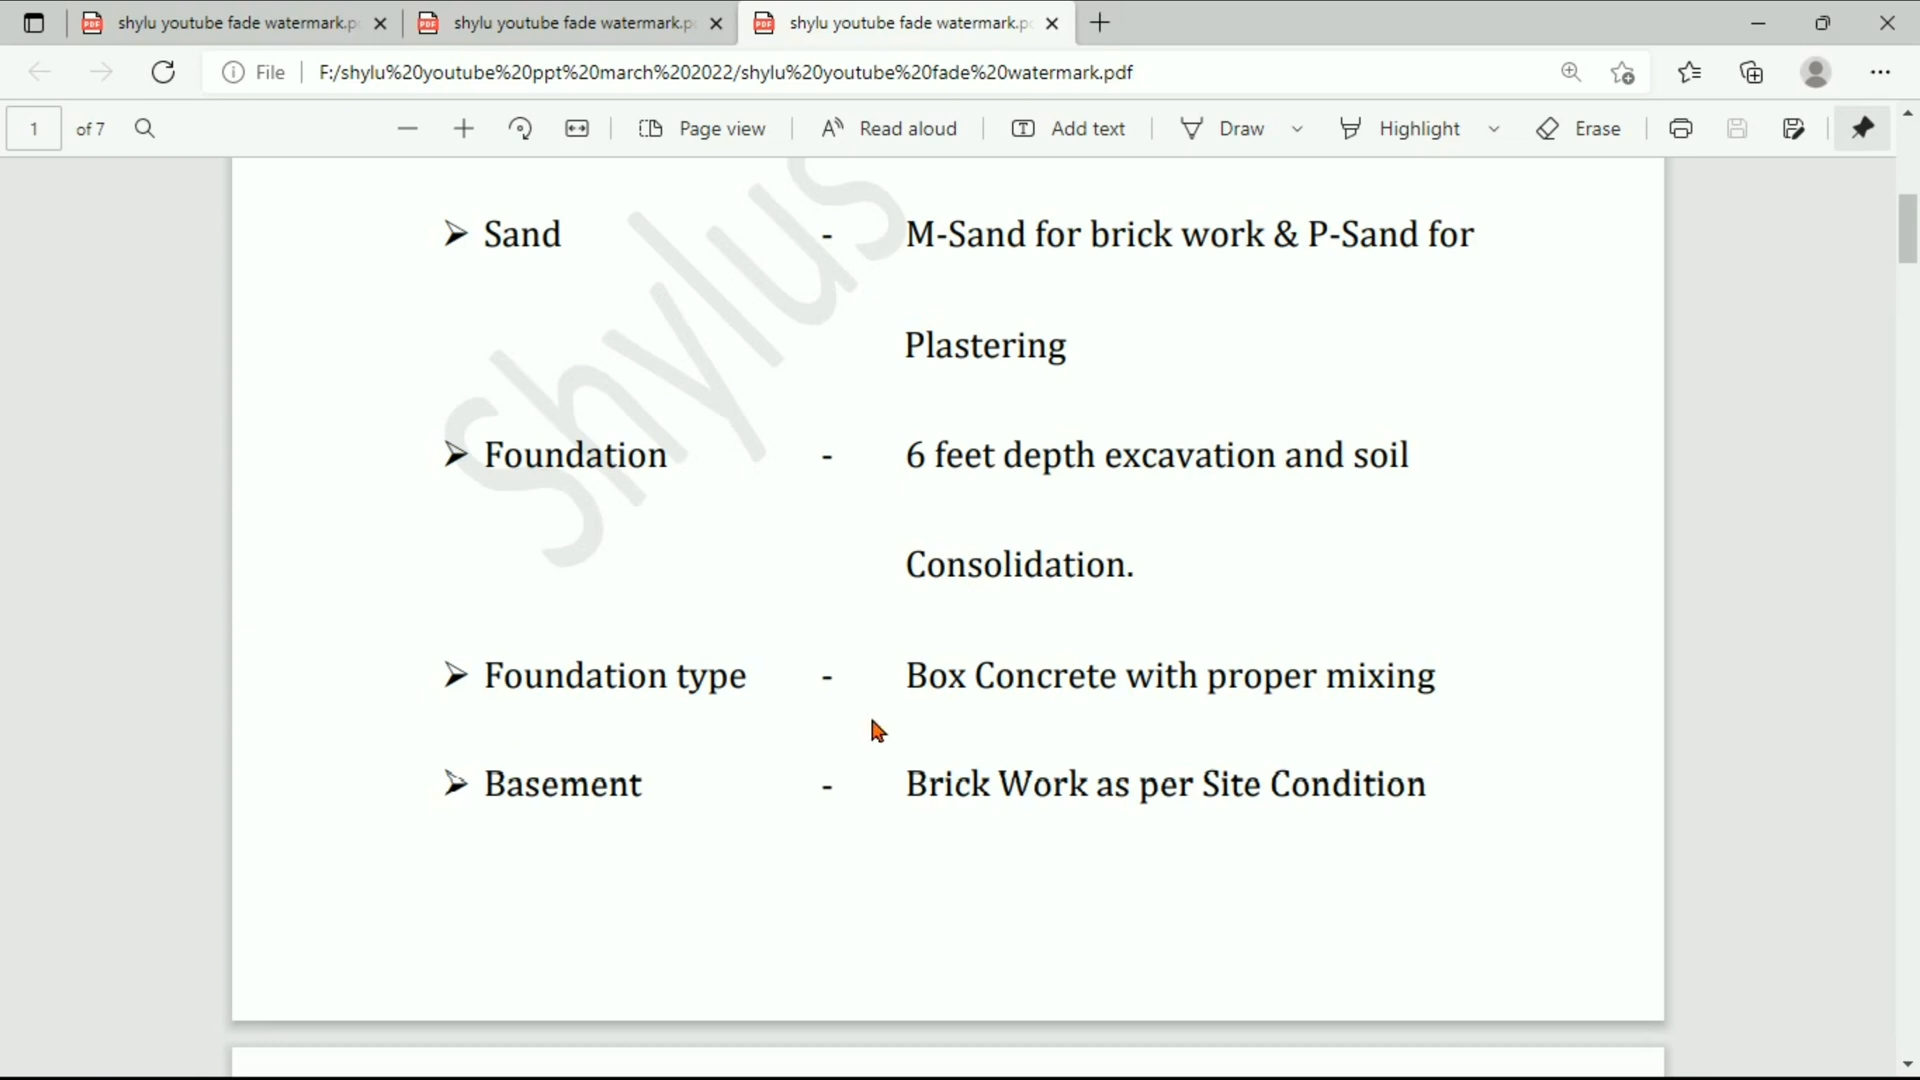 shylu youtube fade watermark.p
shylu youtube fade watermark.p
shylu youtube fade watermark.p
File
F:/shylu%20youtube%20ppt%20march%202022/shylu%20youtube%20fade%20watermark.pdf
1 of 7
Page view
Read aloud
Add text
Draw
Highlight
Erase
Shylus
➢ Sand - M-Sand for brick work & P-Sand for
Plastering
➢ Foundation - 6 feet depth excavation and soil
Consolidation.
➢ Foundation type - Box Concrete with proper mixing
➢ Basement - Brick Work as per Site Condition